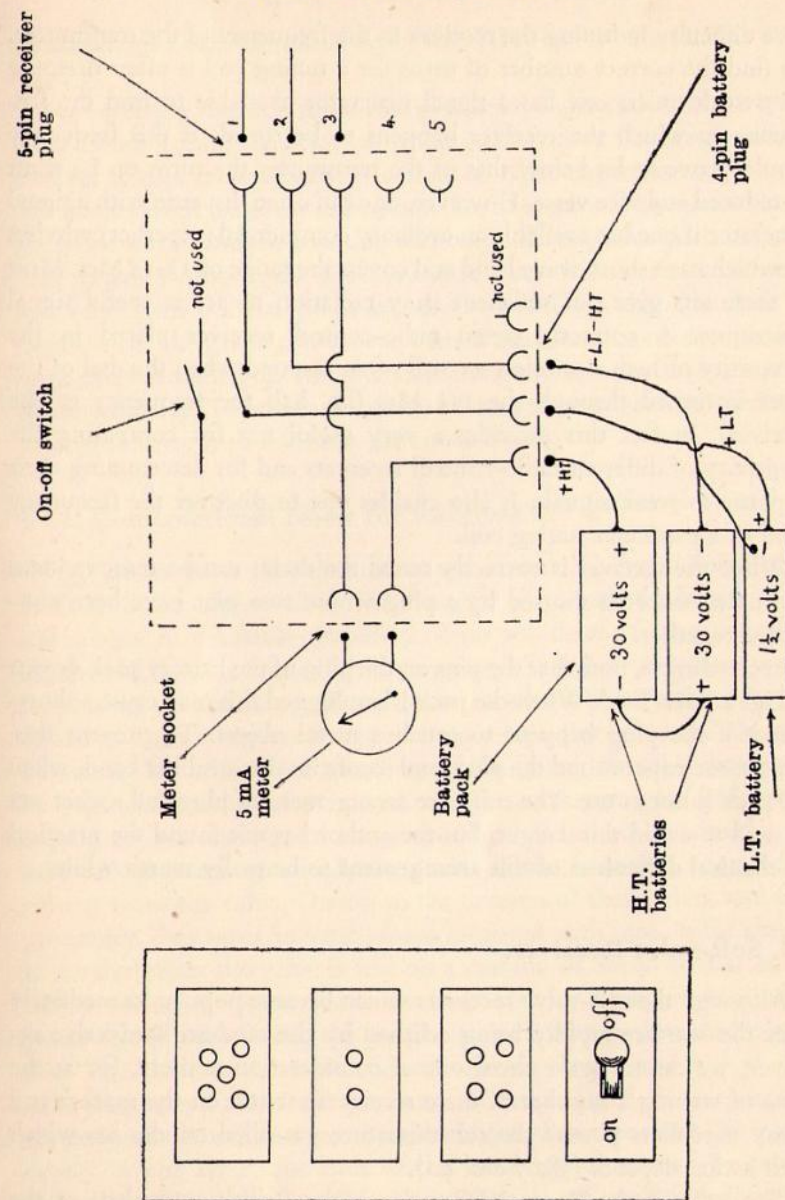 On-off switch
5-pin receiver
plug
not used
Meter socket
5 mA
meter
1
2
3
4
5
Battery
pack
not used
+HT
-LT-HT
+LT
4-pin battery
plug
H.T.
batteries
- 30 volts +
+ 30 volts -
1½ volts
+
-
L.T.
battery
on
off